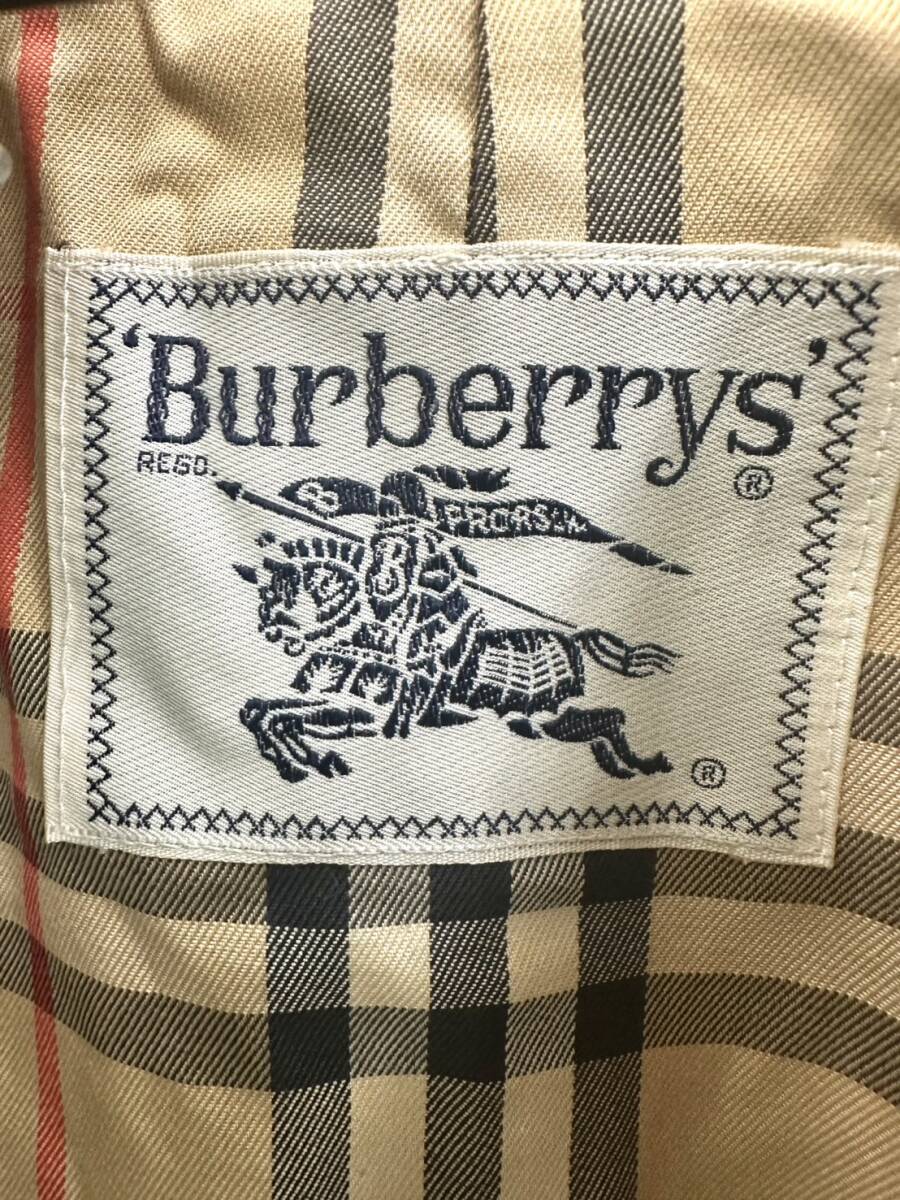 'Burberrys'
REGD. ®
B PRORSUM
®